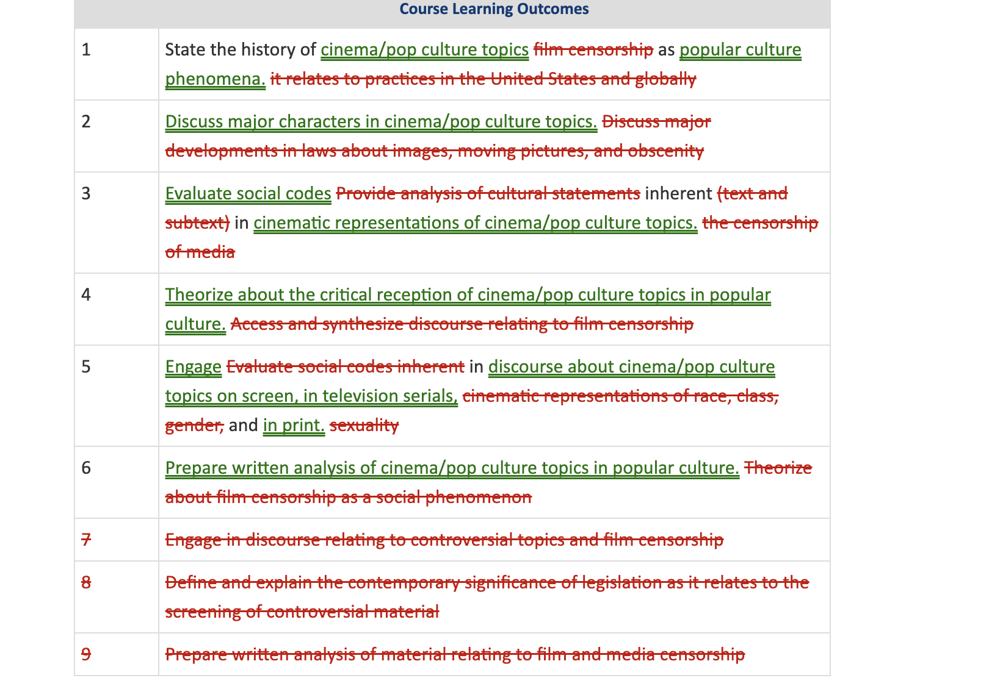 Course Learning Outcomes
1
State the history of cinema/pop culture topics film censorship as popular culture
phenomena. it relates to practices in the United States and globally
2
Discuss major characters in cinema/pop culture topics. Discuss major
developments in laws about images, moving pictures, and obscenity
3
Evaluate social codes Provide analysis of cultural statements inherent (text and
subtext) in cinematic representations of cinema/pop culture topics. the censorship
of media
4
Theorize about the critical reception of cinema/pop culture topics in popular
culture. Access and synthesize discourse relating to film censorship
5
Engage Evaluate social codes inherent in discourse about cinema/pop culture
topics on screen, in television serials, cinematic representations of race, class,
gender, and in print. sexuality
6
Prepare written analysis of cinema/pop culture topics in popular culture. Theorize
about film censorship as a social phenomenon
7
Engage in discourse relating to controversial topics and film censorship
8
Define and explain the contemporary significance of legislation as it relates to the
screening of controversial material
9
Prepare written analysis of material relating to film and media censorship